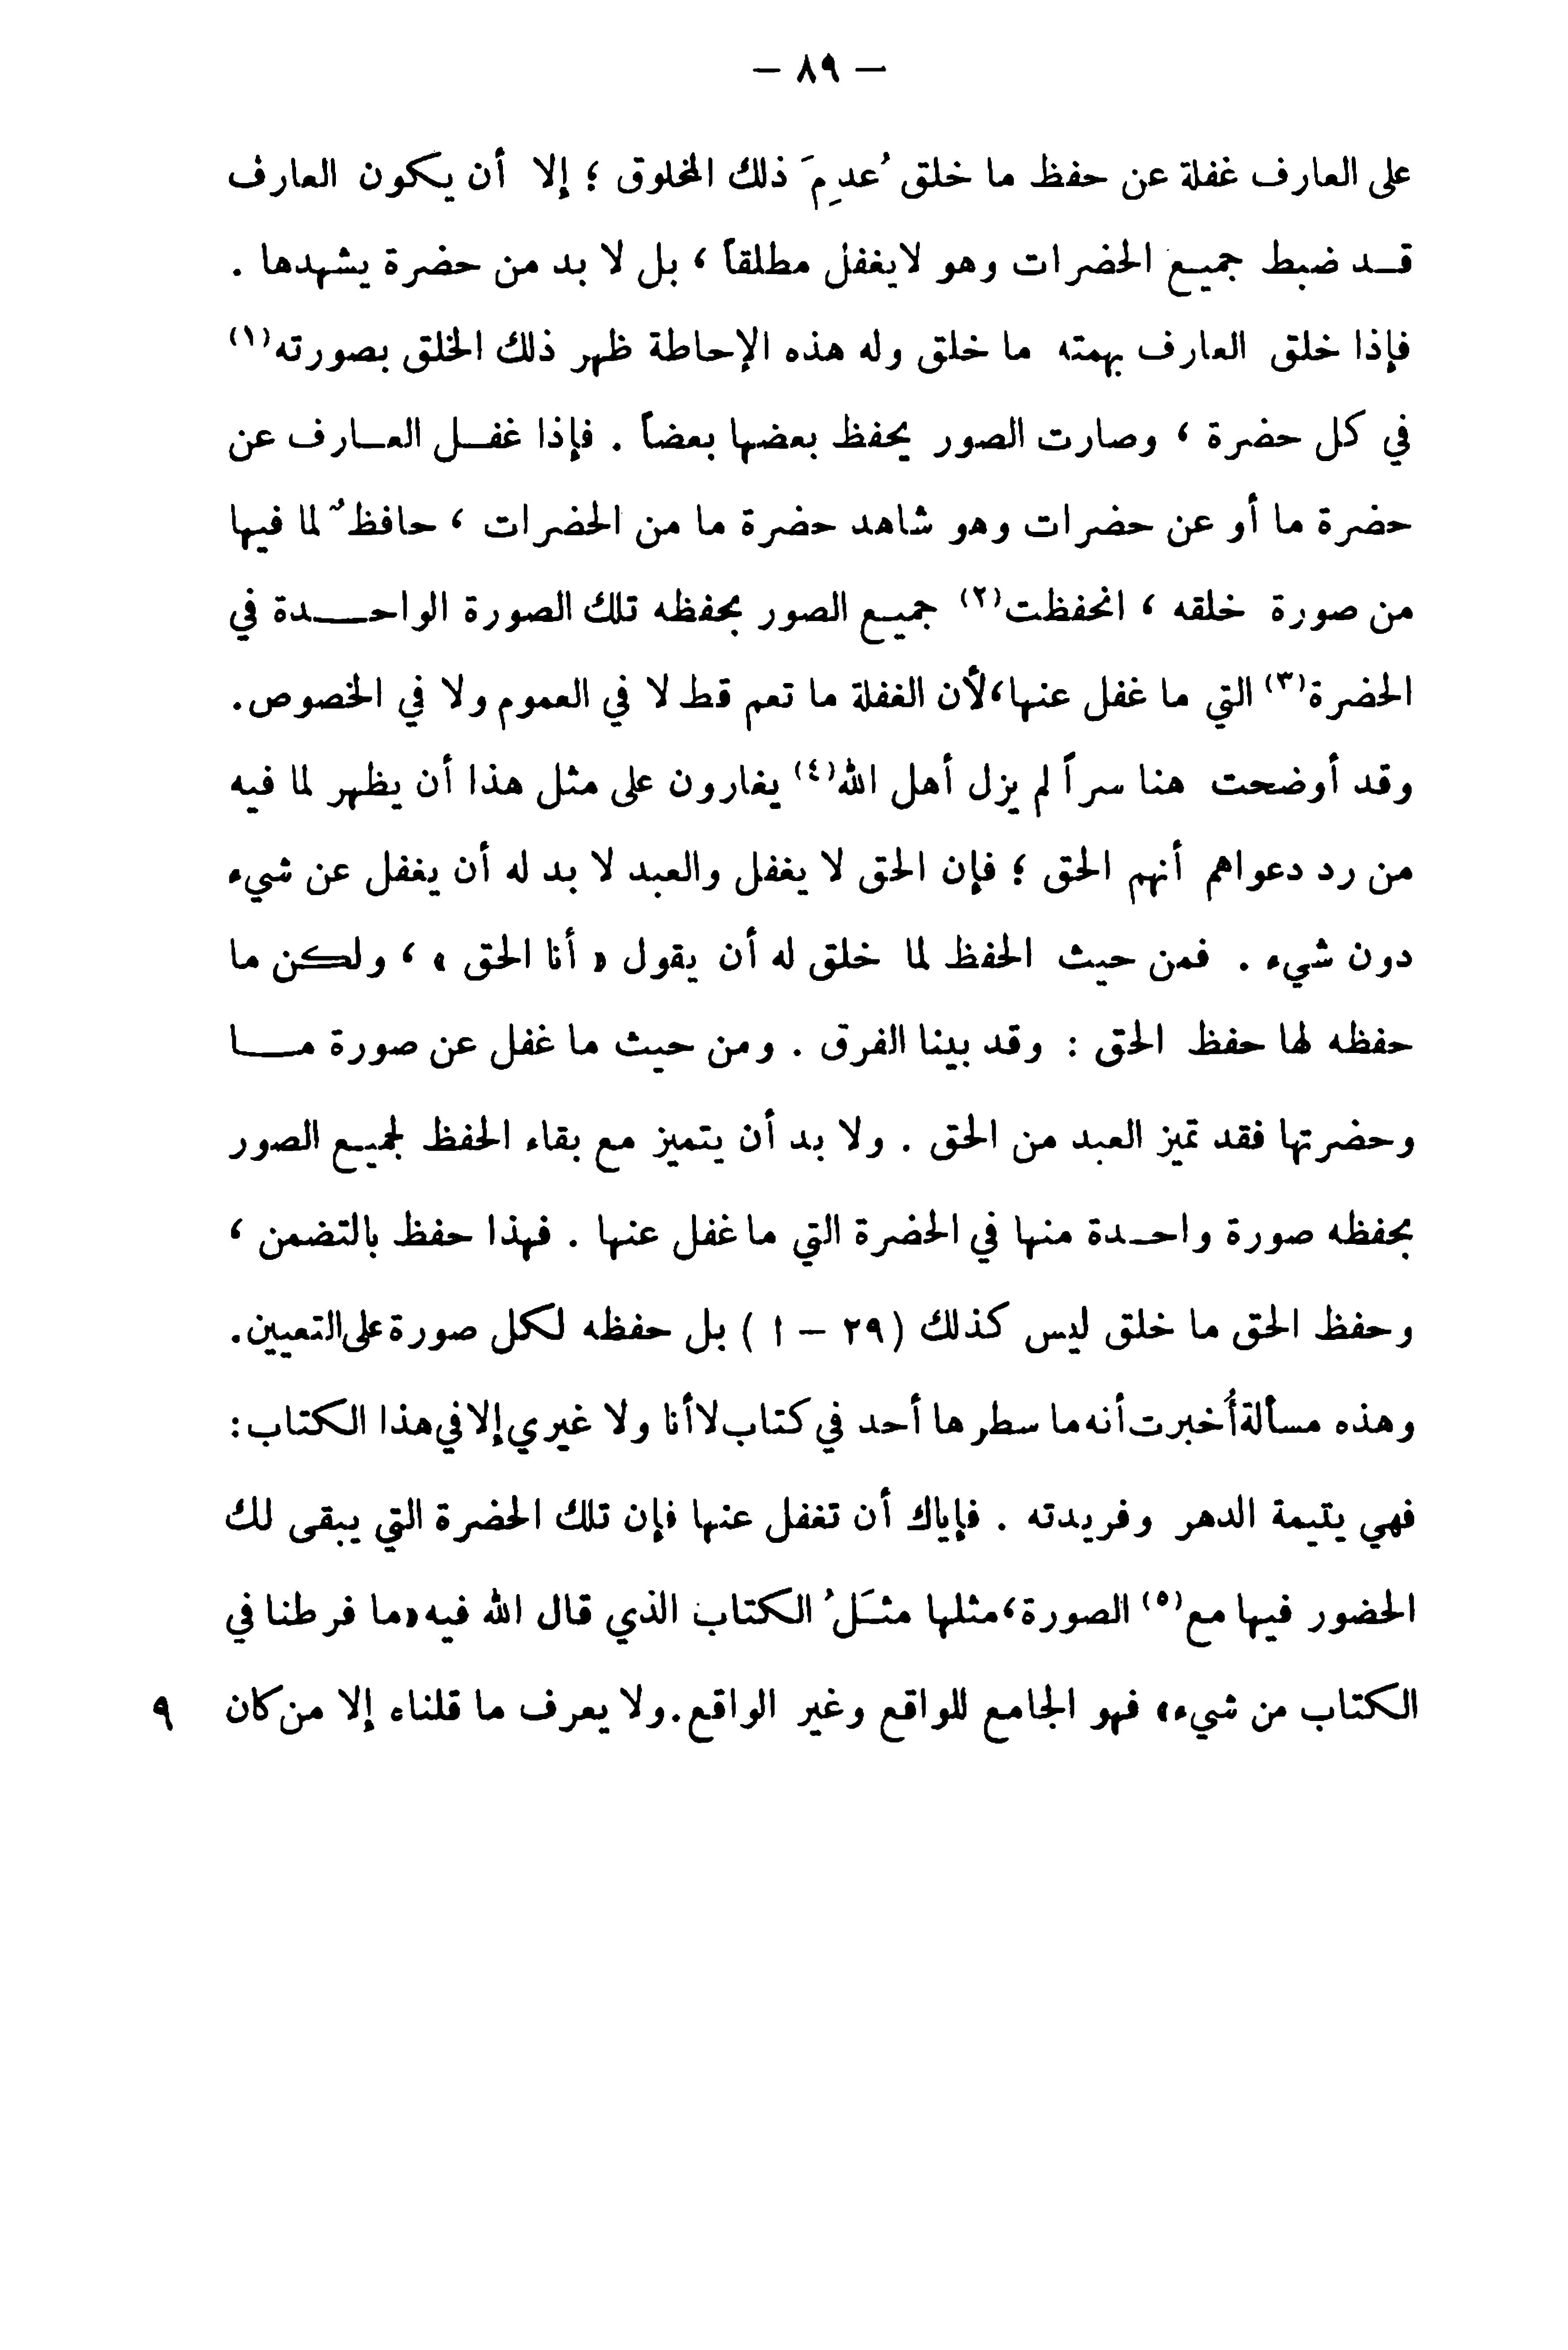 — ٨٩ —
على العارف غفلة عن حفظ ما خلق عُدِمَ ذلك المخلوق ؛ إلا أن يكون العارف
قد ضبط جميع الحضرات وهو لا يغفل مطلقاً ، بل لا بد من حضرة يشهدها .
فإذا خلق العارف بهمته ما خلق وله هذه الإحاطة ظهر ذلك الخلق بصورته(١)
في كل حضرة ، وصارت الصور يحفظ بعضها بعضاً . فإذا غفل العارف عن
حضرة ما أو عن حضرات وهو شاهد حضرة ما من الحضرات ، حافظٌ لما فيها
من صورة خلقه ، انحفظت(٢) جميع الصور بحفظه تلك الصورة الواحدة في
الحضرة(٣) التي ما غفل عنها، لأن الغفلة ما تعم قط لا في العموم ولا في الخصوص.
وقد أوضحت هنا سراً لم يزل أهل الله(٤) يغارون على مثل هذا أن يظهر لما فيه
من رد دعواهم أنهم الحق ؛ فإن الحق لا يغفل والعبد لا بد له أن يغفل عن شيء
دون شيء . فمن حيث الحفظ لما خلق له أن يقول « أنا الحق » ، ولكن ما
حفظه لها حفظ الحق : وقد بينا الفرق . ومن حيث ما غفل عن صورة ما
وحضرتها فقد تميز العبد من الحق . ولا بد أن يتميز مع بقاء الحفظ لجميع الصور
بحفظه صورة واحدة منها في الحضرة التي ما غفل عنها . فهذا حفظ بالتضمن ،
وحفظ الحق ما خلق ليس كذلك (٢٩ – ا ) بل حفظه لكل صورة على التعيين.
وهذه مسألة أُخبرت أنه ما سطرها أحد في كتاب لا أنا ولا غيري إلا في هذا الكتاب:
فهي يتيمة الدهر وفريدته . فإياك أن تغفل عنها فإن تلك الحضرة التي يبقى لك
الحضور فيها مع(٥) الصورة، مثلها مثَلُ الكتاب الذي قال الله فيه «ما فرطنا في
الكتاب من شيء» فهو الجامع للواقع وغير الواقع. ولا يعرف ما قلناه إلا من كان ٩